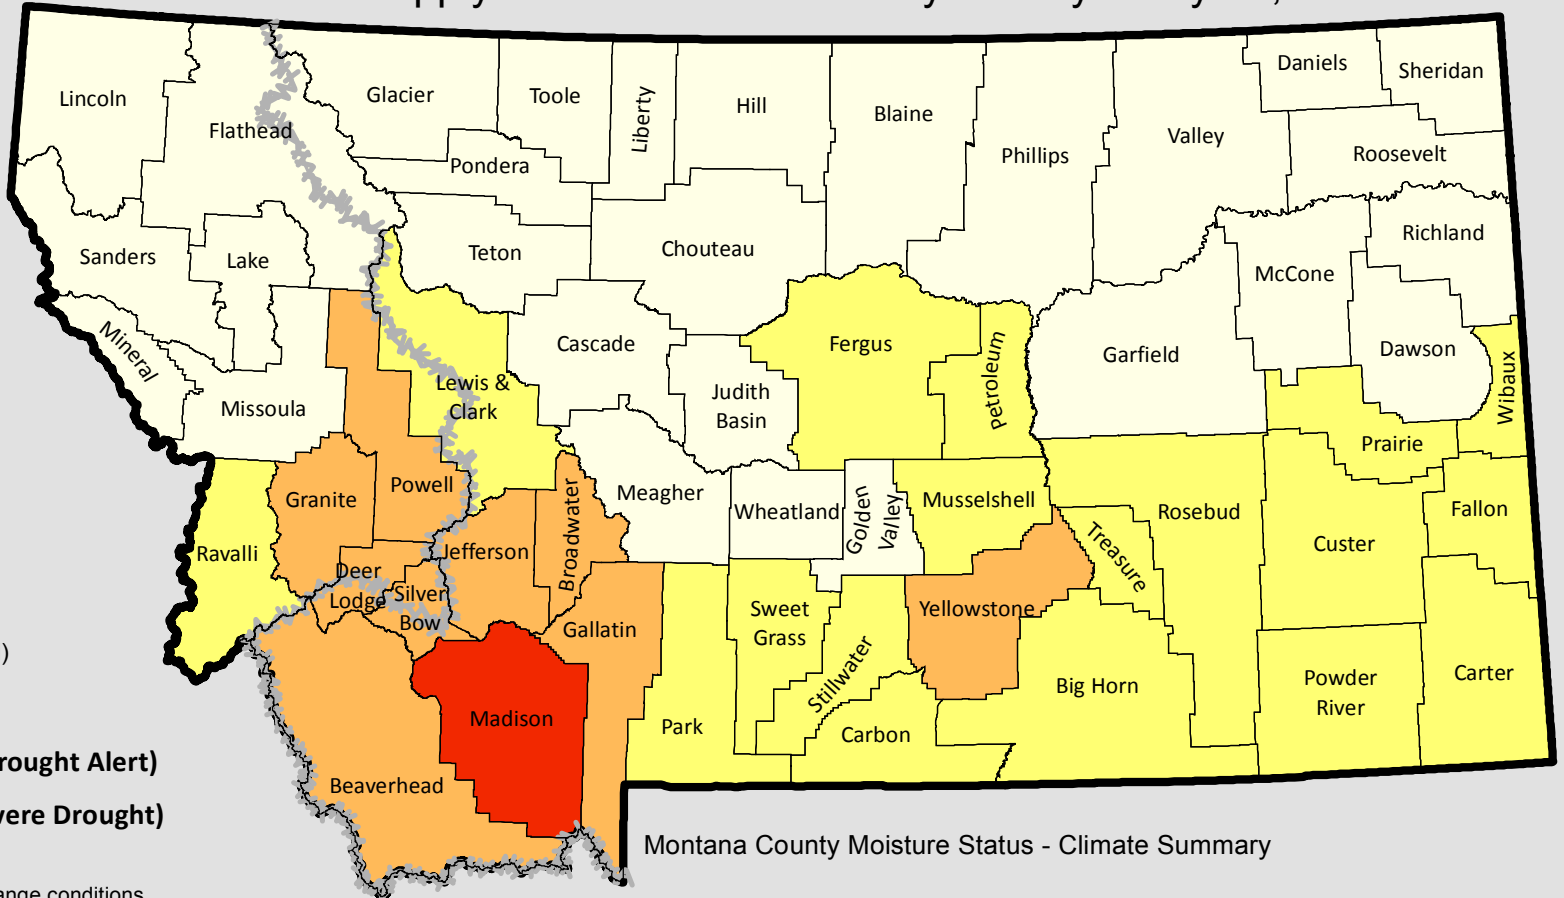 Lincoln
Flathead
Glacier
Toole
Liberty
Hill
Blaine
Phillips
Valley
Daniels
Sheridan
Roosevelt
Pondera
Teton
Chouteau
Sanders
Lake
Richland
McCone
Mineral
Missoula
Cascade
Lewis &
Clark
Judith
Basin
Fergus
Petroleum
Garfield
Dawson
Wibaux
Prairie
Granite
Powell
Ravalli
Deer
Lodge
Silver
Bow
Jefferson
Broadwater
Meagher
Wheatland
Golden
Valley
Musselshell
Treasure
Rosebud
Custer
Fallon
Gallatin
Sweet
Grass
Stillwater
Yellowstone
Big Horn
Powder
River
Carter
Madison
Park
Carbon
Beaverhead
)
rought Alert)
vere Drought)
Montana County Moisture Status - Climate Summary
ange conditions